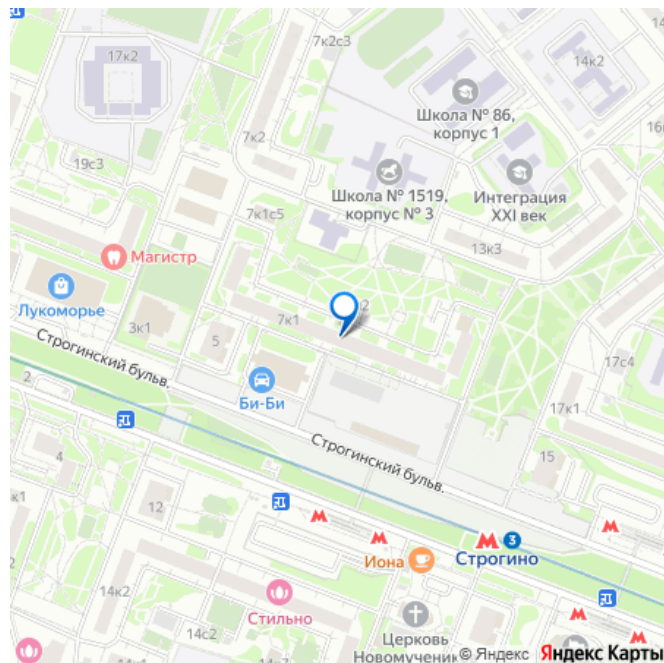 17к2
7к2с3
14к2
Школа № 86,
корпус 1
7к2
19с3
Школа № 1519,
корпус № 3
Интеграция
XXI век
7к1с5
13к3
Магистр
Лукоморье
3к1
5
7к1
Строгинский бульв.
Би-Би
17с4
17к1
2
4
Строгинский бульв.
15
12
3
Строгино
Иона
14к2
Стильно
14с2
Церковь
Новомученик
© Яндекс Яндекс Карты